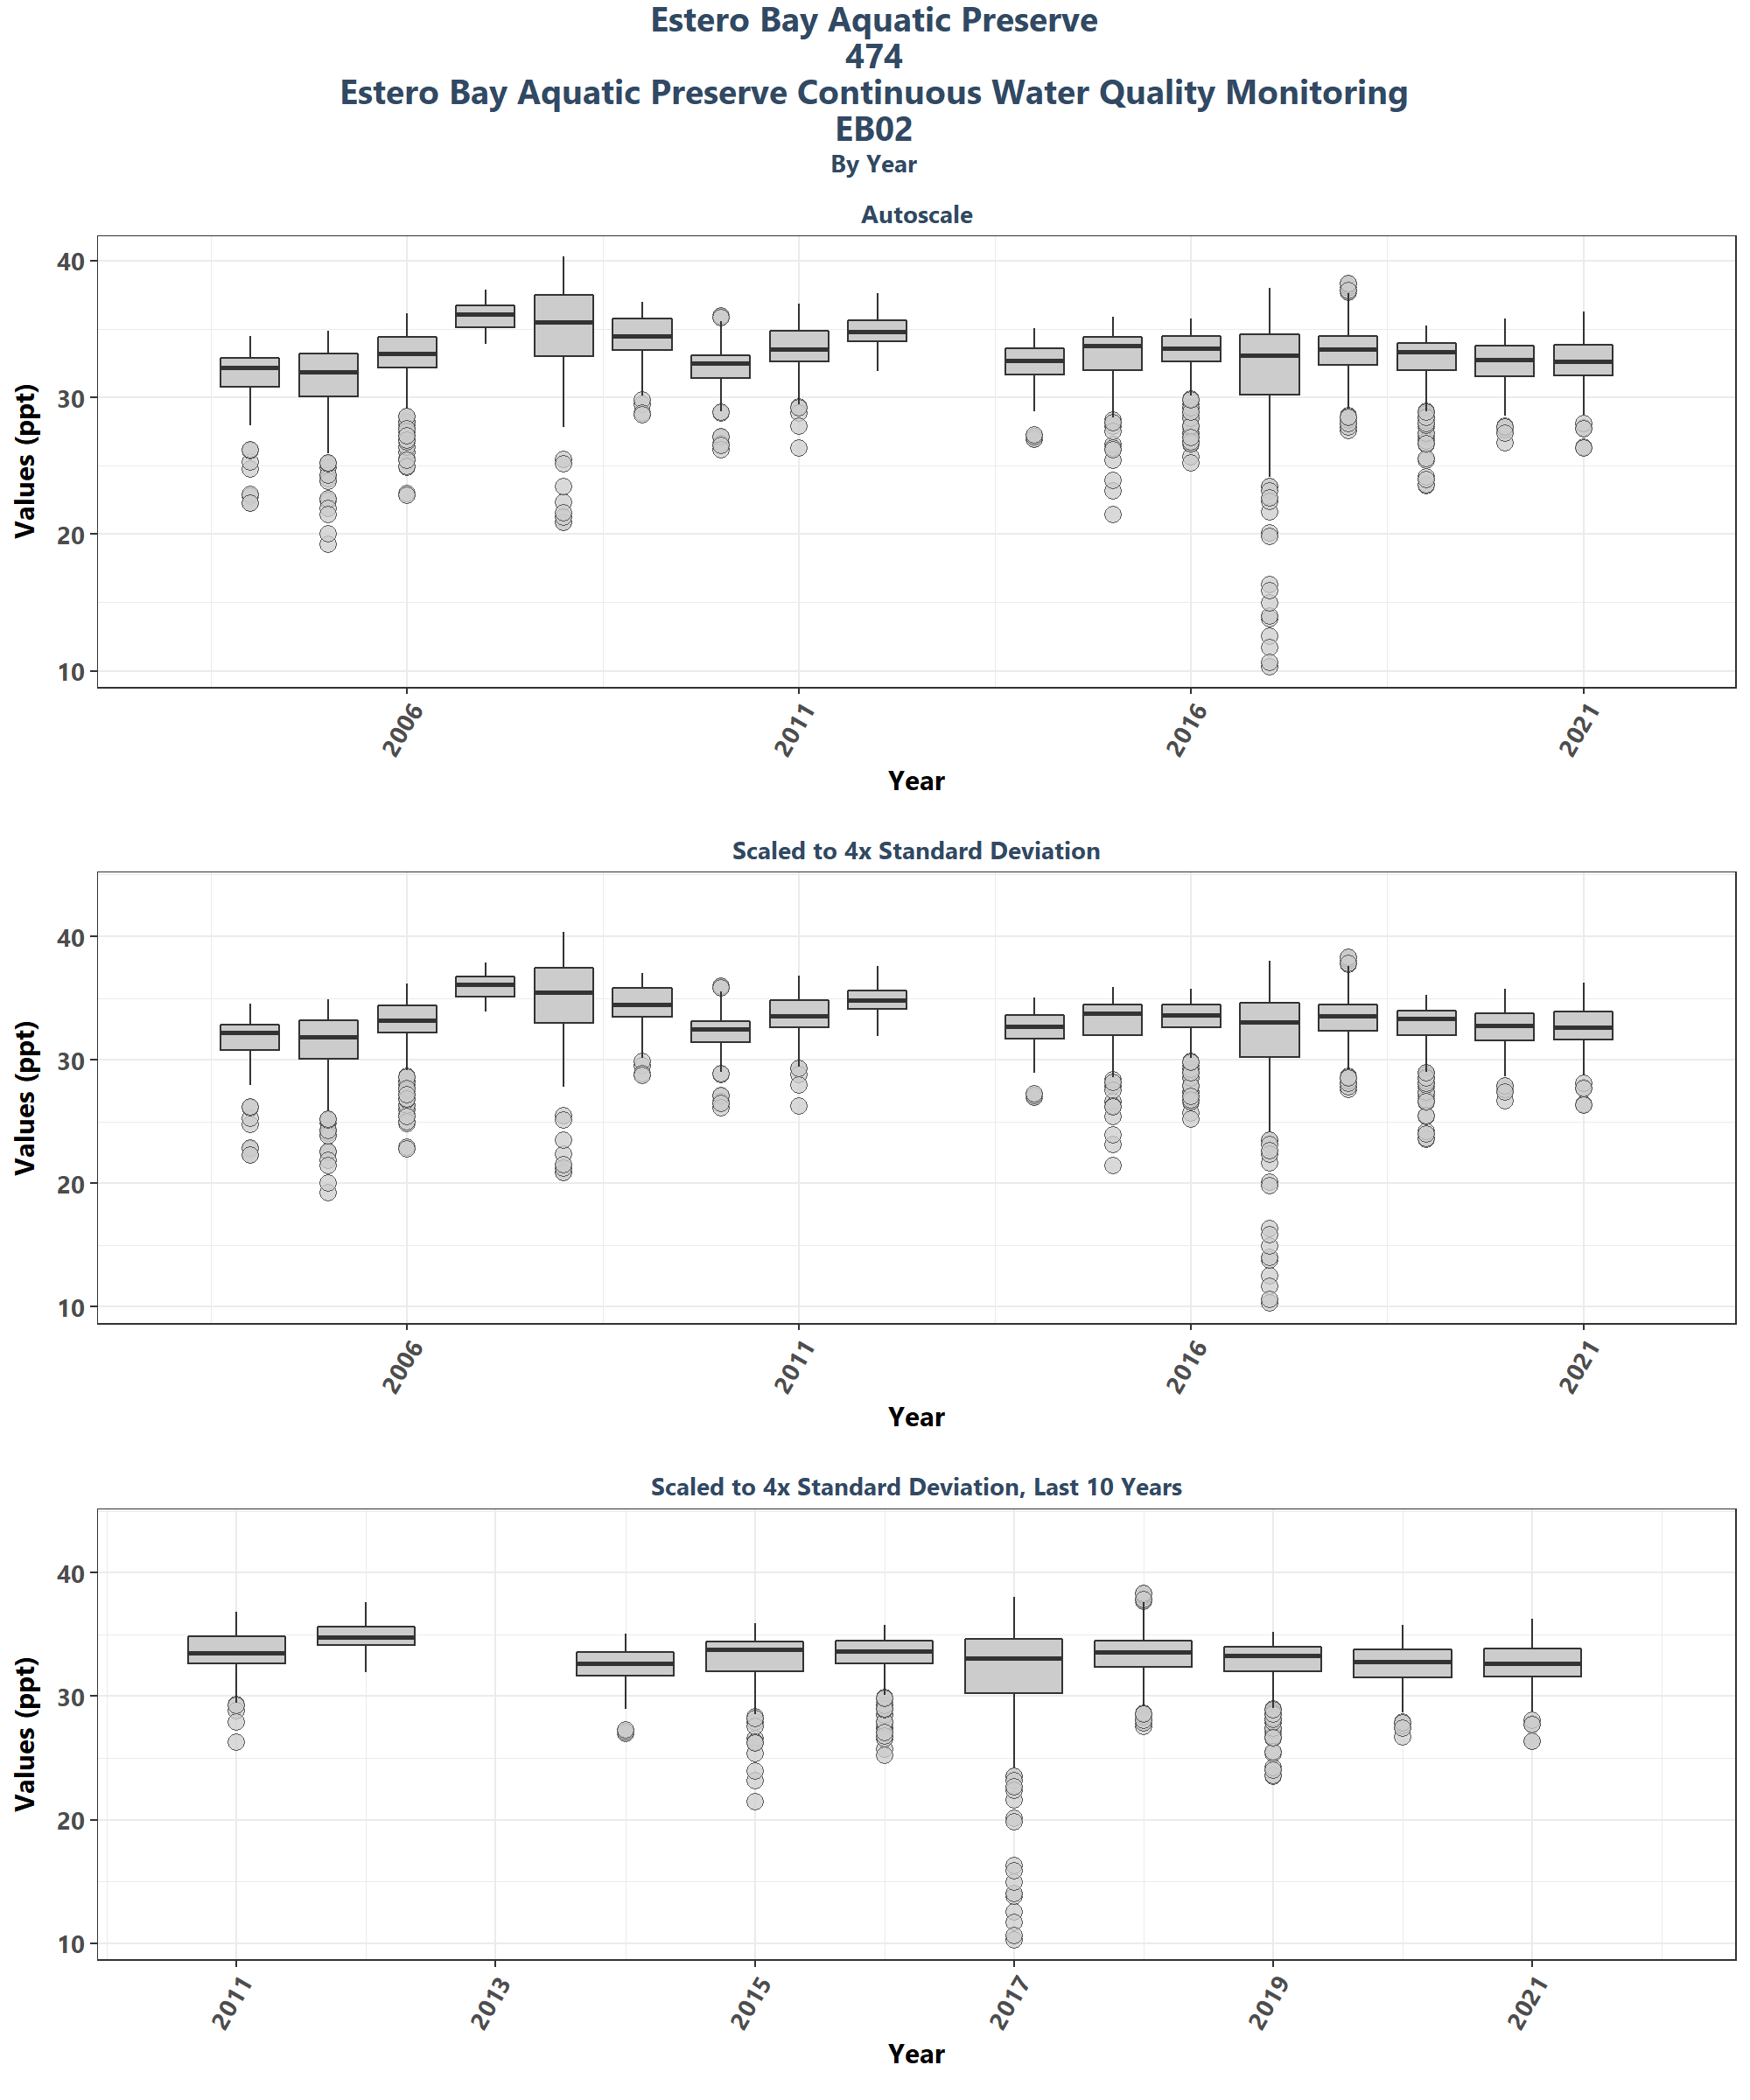 Estero Bay Aquatic Preserve
474
Estero Bay Aquatic Preserve Continuous Water Quality Monitoring
EB02
By Year
Autoscale
Values (ppt)
40
30
20
10
2006
2011
2016
2021
Year
Scaled to 4x Standard Deviation
Values (ppt)
40
30
20
10
2006
2011
2016
2021
Year
Scaled to 4x Standard Deviation, Last 10 Years
Values (ppt)
40
30
20
10
2011
2013
2015
2017
2019
2021
Year